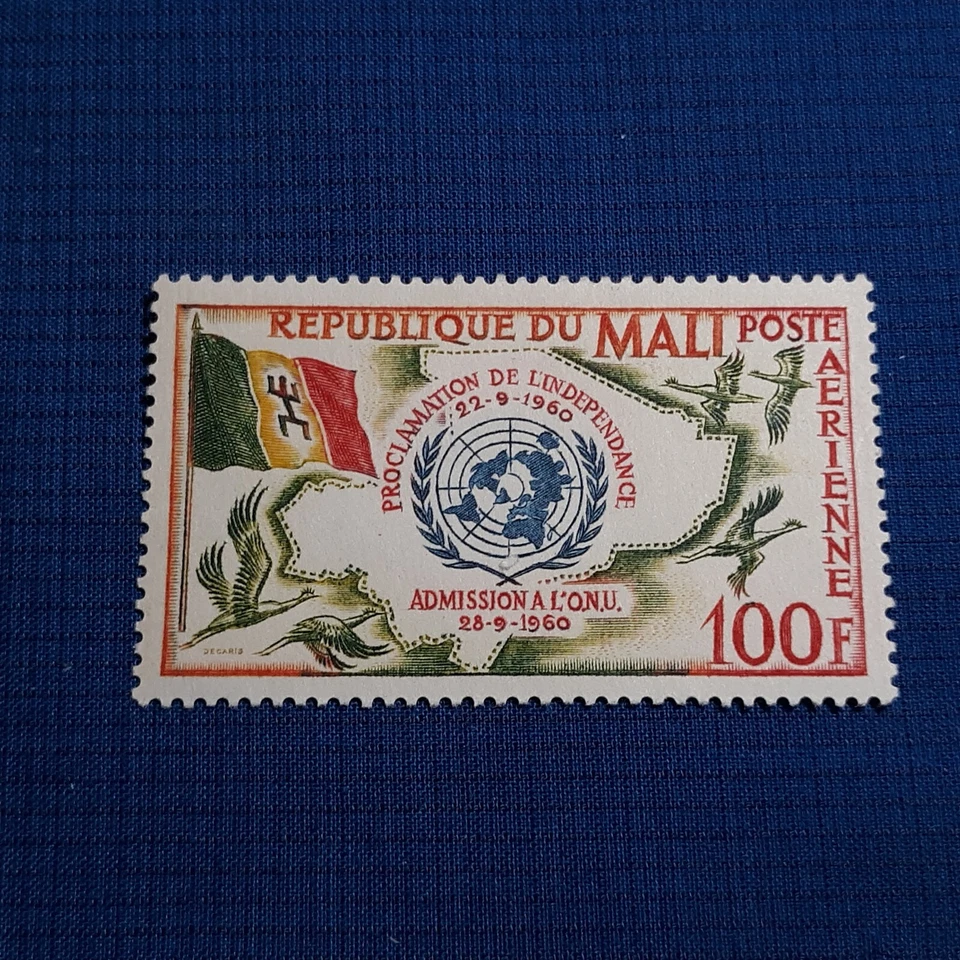 REPUBLIQUE DU MALI POSTE
AERIENNE
PROCLAMATION DE L'INDEPENDANCE
22-9-1960
ADMISSION A L'O.N.U.
28-9-1960
100F
DECARIS